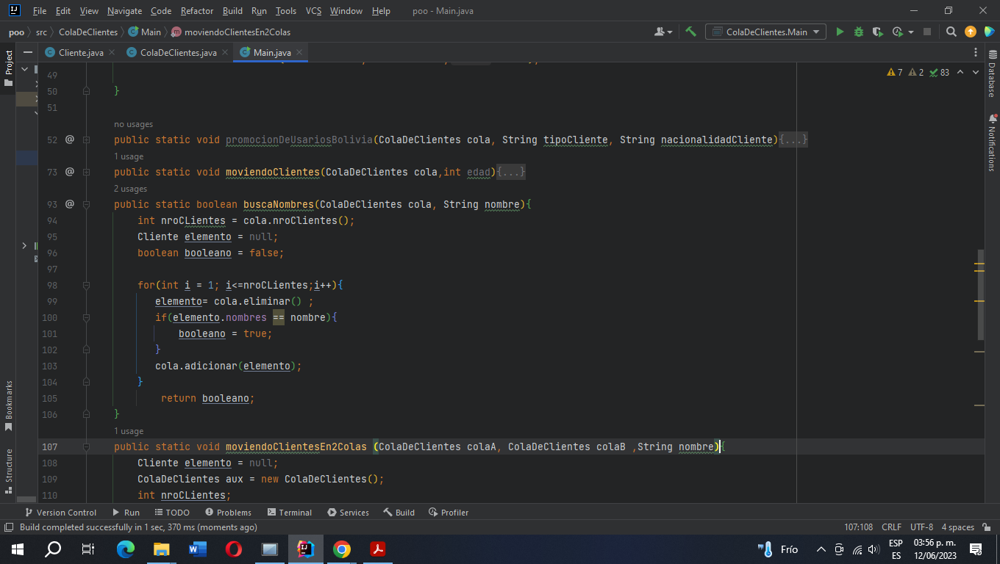 File Edit View Navigate Code Refactor Build Run Tools VCS Window Help poo - Main.java
poo src ColaDeClientes Main moviendoClientesEn2Colas ColaDeClientes.Main
Project Cliente.java ColaDeClientes.java Main.java
49
7 2 83
50 }
51
no usages
52 @ public static void promocionDeUsariosBolivia(ColaDeClientes cola, String tipoCliente, String nacionalidadCliente){...}
1 usage
73 @ public static void moviendoClientes(ColaDeClientes cola,int edad){...}
2 usages
93 @ public static boolean buscaNombres(ColaDeClientes cola, String nombre){
94 int nroCLientes = cola.nroClientes();
95 Cliente elemento = null;
96 boolean booleano = false;
97
98 for(int i = 1; i<=nroCLientes;i++){
99 elemento= cola.eliminar() ;
100 if(elemento.nombres == nombre){
101 booleano = true;
102 }
103 cola.adicionar(elemento);
104 }
105 return booleano;
106 }
1 usage
107 public static void moviendoClientesEn2Colas (ColaDeClientes colaA, ColaDeClientes colaB ,String nombre){
108 Cliente elemento = null;
109 ColaDeClientes aux = new ColaDeClientes();
110 int nroCLientes;
Bookmarks
Structure
Database
Notifications
Version Control Run TODO Problems Terminal Services Build Profiler
Build completed successfully in 1 sec, 370 ms (moments ago) 107:108 CRLF UTF-8 4 spaces
Frío ESP 03:56 p. m.
ES 12/06/2023